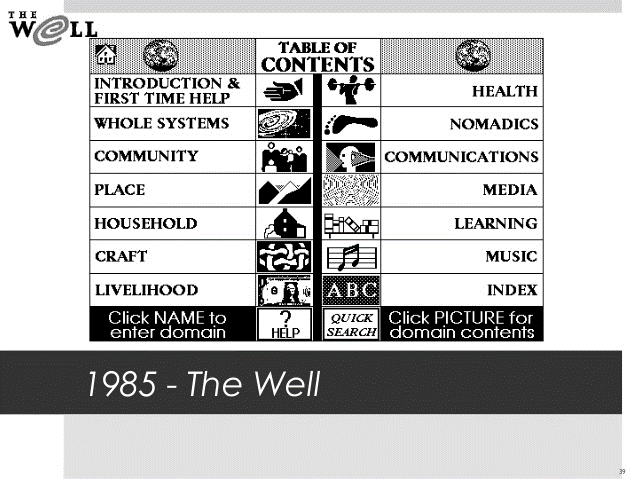 THE
WELL
TABLE OF
CONTENTS
INTRODUCTION &
FIRST TIME HELP
HEALTH
WHOLE SYSTEMS
NOMADICS
COMMUNITY
COMMUNICATIONS
PLACE
MEDIA
HOUSEHOLD
LEARNING
CRAFT
MUSIC
LIVELIHOOD
ABC
INDEX
Click NAME to
enter domain
?
HELP
QUICK
SEARCH
Click PICTURE for
domain contents
1985 - The Well
39